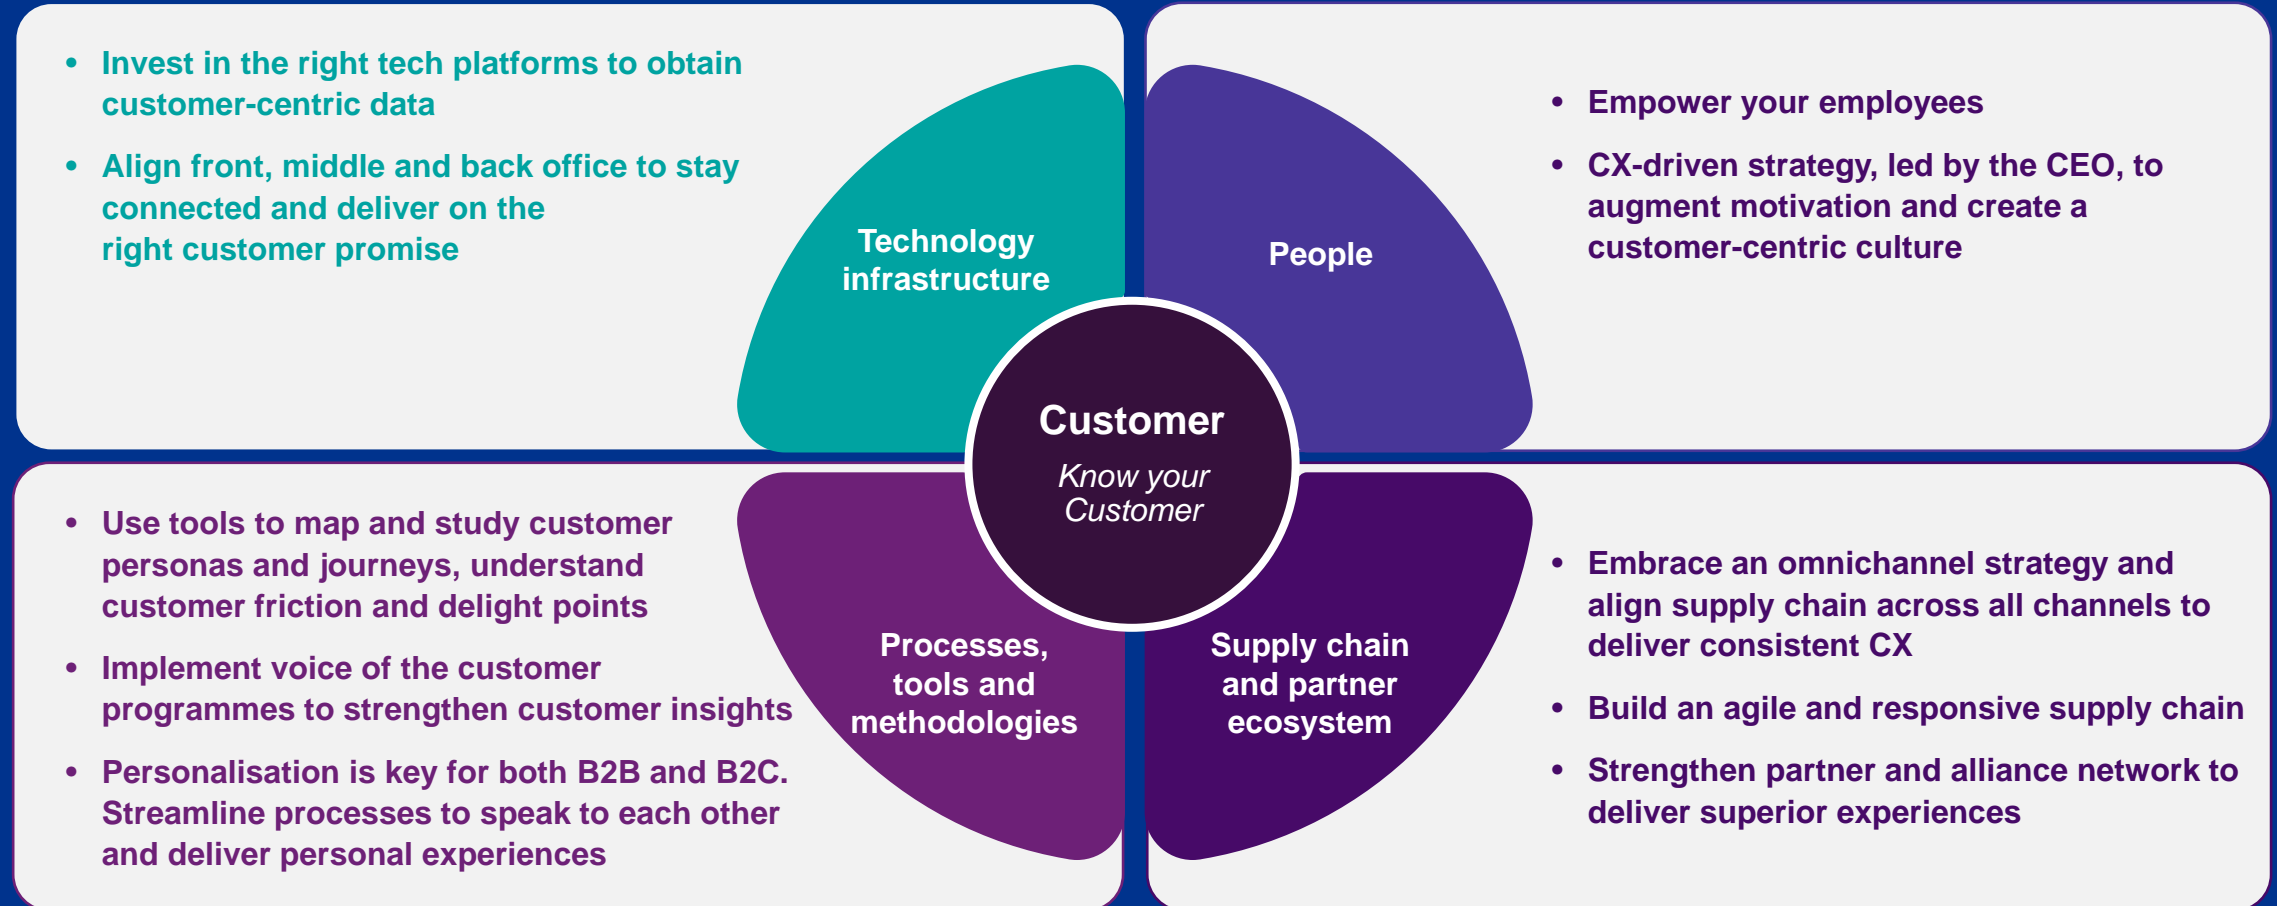 • Invest in the right tech platforms to obtain
customer-centric data
• Align front, middle and back office to stay
connected and deliver on the
right customer promise
Technology
infrastructure
People
• Empower your employees
• CX-driven strategy, led by the CEO, to
augment motivation and create a
customer-centric culture
Customer
Know your
Customer
• Use tools to map and study customer
personas and journeys, understand
customer friction and delight points
• Implement voice of the customer
programmes to strengthen customer insights
• Personalisation is key for both B2B and B2C.
Streamline processes to speak to each other
and deliver personal experiences
Processes,
tools and
methodologies
Supply chain
and partner
ecosystem
• Embrace an omnichannel strategy and
align supply chain across all channels to
deliver consistent CX
• Build an agile and responsive supply chain
• Strengthen partner and alliance network to
deliver superior experiences